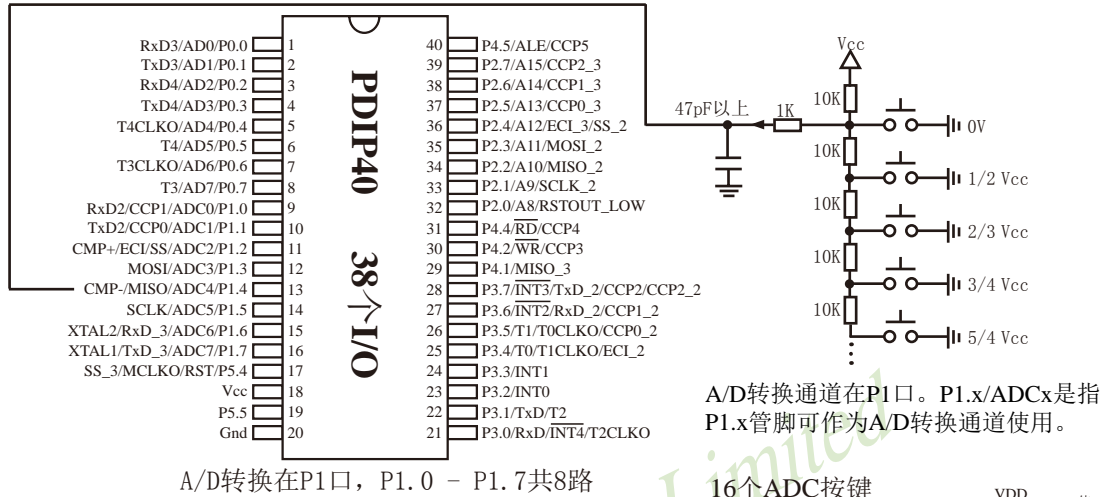 RxD3/AD0/P0.0 1
TxD3/AD1/P0.1 2
RxD4/AD2/P0.2 3
TxD4/AD3/P0.3 4
T4CLKO/AD4/P0.4 5
T4/AD5/P0.5 6
T3CLKO/AD6/P0.6 7
T3/AD7/P0.7 8
RxD2/CCP1/ADC0/P1.0 9
TxD2/CCP0/ADC1/P1.1 10
CMP+/ECI/SS/ADC2/P1.2 11
MOSI/ADC3/P1.3 12
CMP-/MISO/ADC4/P1.4 13
SCLK/ADC5/P1.5 14
XTAL2/RxD_3/ADC6/P1.6 15
XTAL1/TxD_3/ADC7/P1.7 16
SS_3/MCLKO/RST/P5.4 17
Vcc 18
P5.5 19
Gnd 20
PDIP40 38个I/O
40 P4.5/ALE/CCP5
39 P2.7/A15/CCP2_3
38 P2.6/A14/CCP1_3
37 P2.5/A13/CCP0_3
36 P2.4/A12/ECI_3/SS_2
35 P2.3/A11/MOSI_2
34 P2.2/A10/MISO_2
33 P2.1/A9/SCLK_2
32 P2.0/A8/RSTOUT_LOW
31 P4.4/RD/CCP4
30 P4.2/WR/CCP3
29 P4.1/MISO_3
28 P3.7/INT3/TxD_2/CCP2/CCP2_2
27 P3.6/INT2/RxD_2/CCP1_2
26 P3.5/T1/T0CLKO/CCP0_2
25 P3.4/T0/T1CLKO/ECI_2
24 P3.3/INT1
23 P3.2/INT0
22 P3.1/TxD/T2
21 P3.0/RxD/INT4/T2CLKO
A/D转换在P1口，P1.0 - P1.7共8路
Vcc
10K
47pF以上 1K
0V
10K
1/2 Vcc
10K
2/3 Vcc
10K
3/4 Vcc
10K
5/4 Vcc
A/D转换通道在P1口。P1.x/ADCx是指
P1.x管脚可作为A/D转换通道使用。
Limited
16个ADC按键
VDD